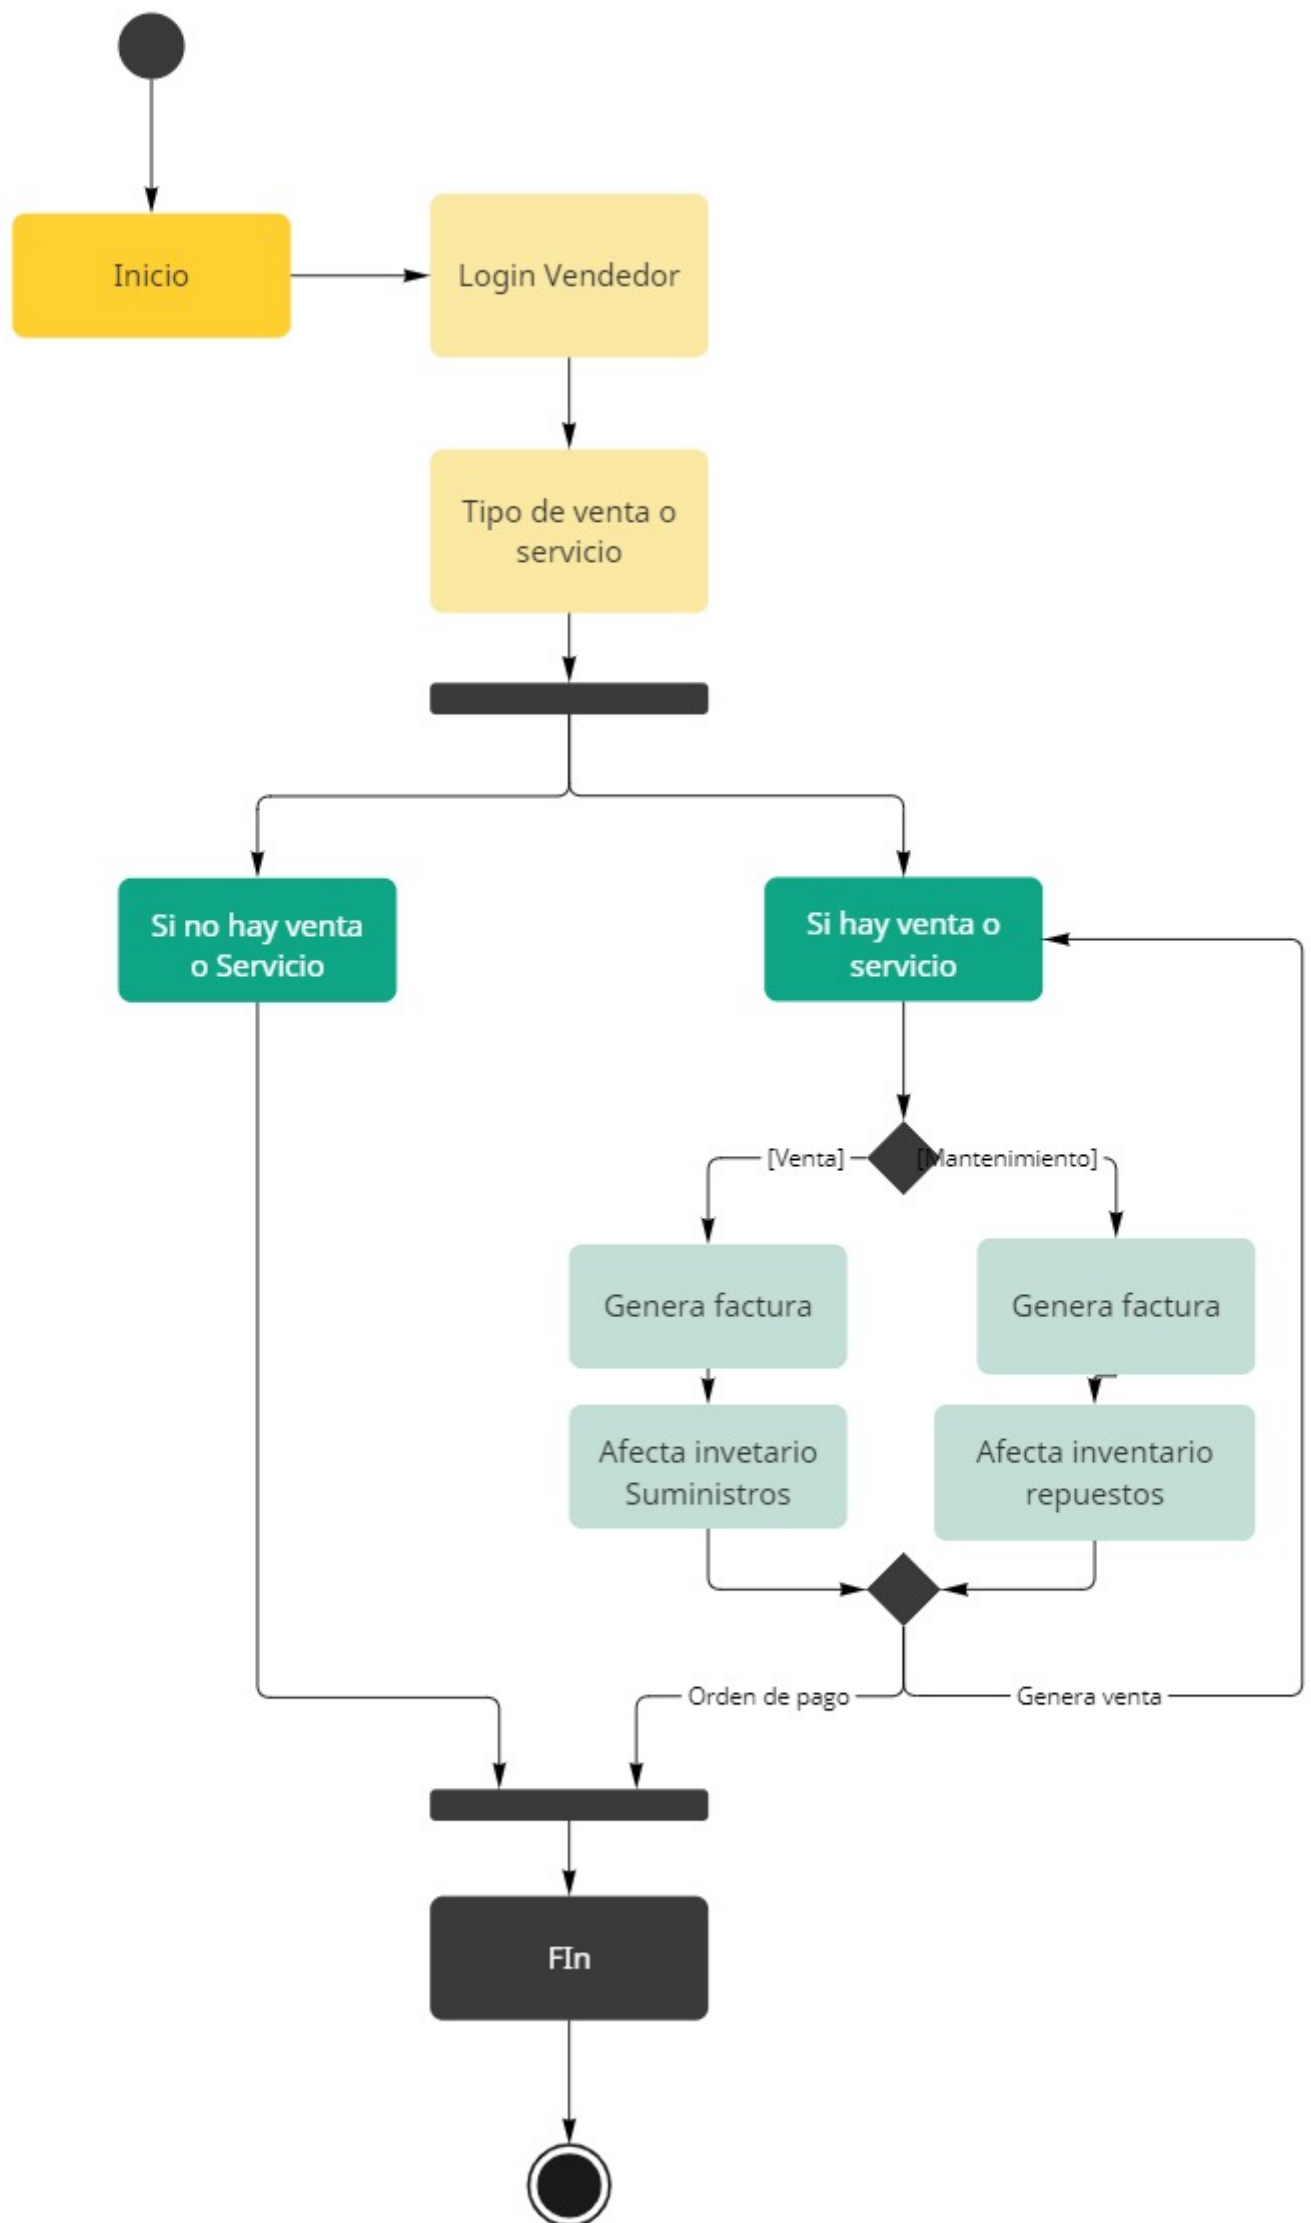 Inicio
Login Vendedor
Tipo de venta o
servicio
Si no hay venta
o Servicio
Si hay venta o
servicio
[Venta]
[Mantenimiento]
Genera factura
Genera factura
Afecta invetario
Suministros
Afecta inventario
repuestos
Orden de pago
Genera venta
FIn